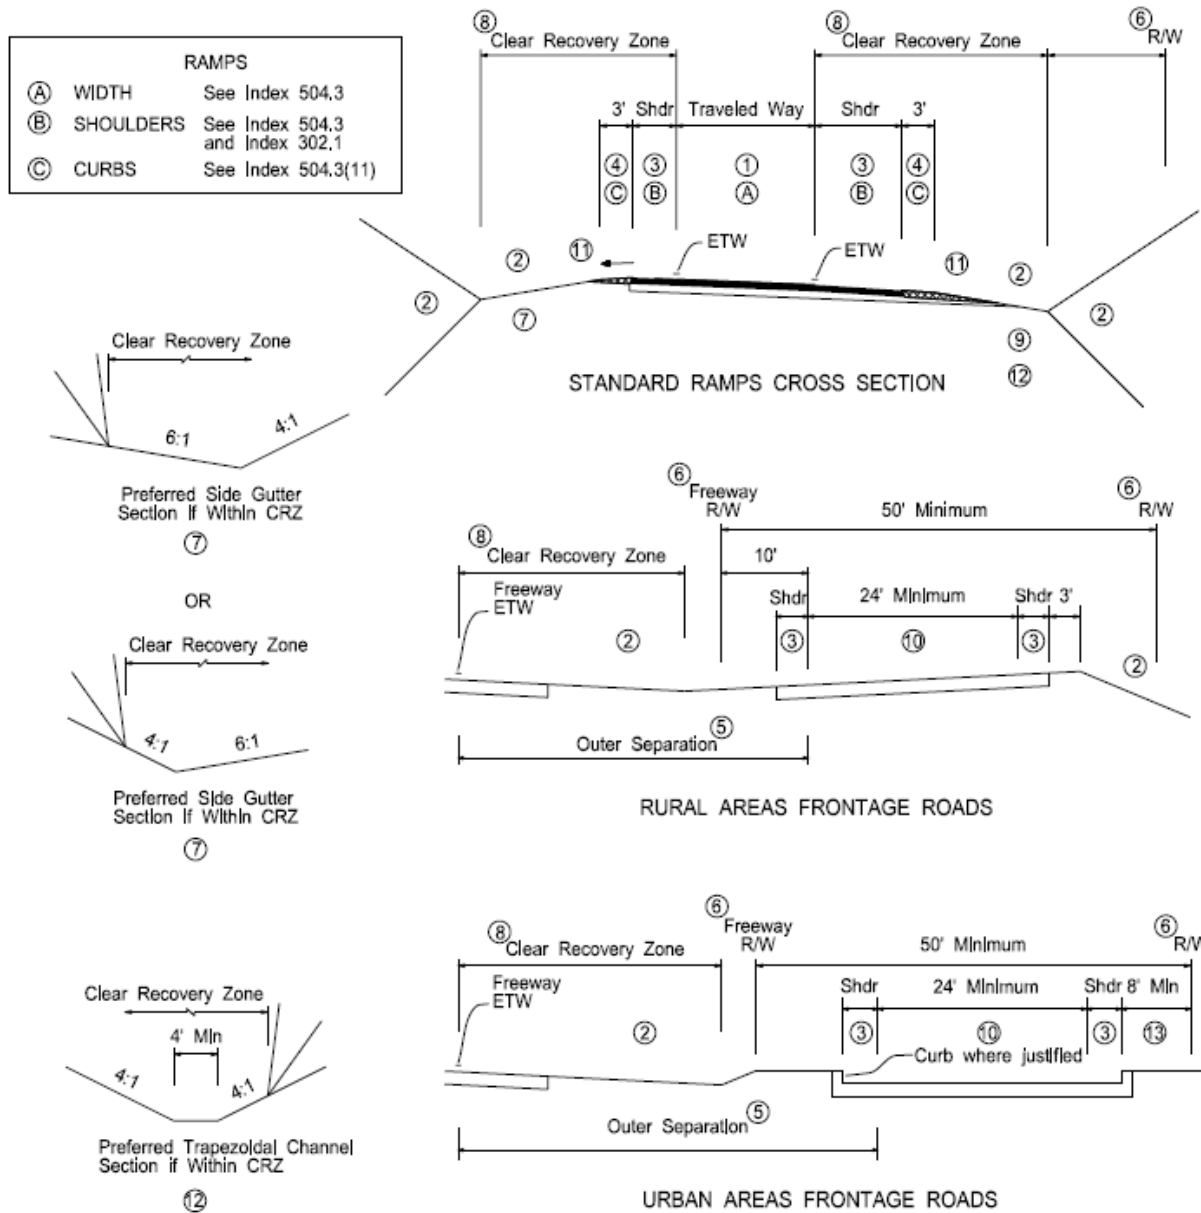 RAMPS
Ⓐ WIDTH See Index 504.3
Ⓑ SHOULDERS See Index 504.3
and Index 302.1
Ⓒ CURBS See Index 504.3(11)
⑧ Clear Recovery Zone
⑧ Clear Recovery Zone
⑥ R/W
3' Shdr Traveled Way Shdr 3'
④ ③ ① ③ ④
Ⓒ Ⓑ Ⓐ Ⓑ Ⓒ
ETW
ETW
② ⑪ ⑪ ②
② ⑦ ②
⑨
⑫
STANDARD RAMPS CROSS SECTION
Clear Recovery Zone
6:1 4:1
Preferred Side Gutter
Section If Within CRZ
⑦
OR
Clear Recovery Zone
4:1 6:1
Preferred Side Gutter
Section If Within CRZ
⑦
⑥ Freeway
R/W
⑥
R/W
50' Minimum
⑧ Clear Recovery Zone
10'
Freeway
ETW
Shdr 24' Minimum Shdr 3'
② ③ ⑩ ③ ②
Outer Separation ⑤
RURAL AREAS FRONTAGE ROADS
Clear Recovery Zone
4' Min
4:1 4:1
Preferred Trapezoidal Channel
Section if Within CRZ
⑫
⑥ Freeway
R/W
⑥
R/W
50' Minimum
⑧ Clear Recovery Zone
Freeway
ETW
Shdr 24' Minimum Shdr 8' Min
② ③ ⑩ ③ ⑬
Curb where justified
Outer Separation ⑤
URBAN AREAS FRONTAGE ROADS